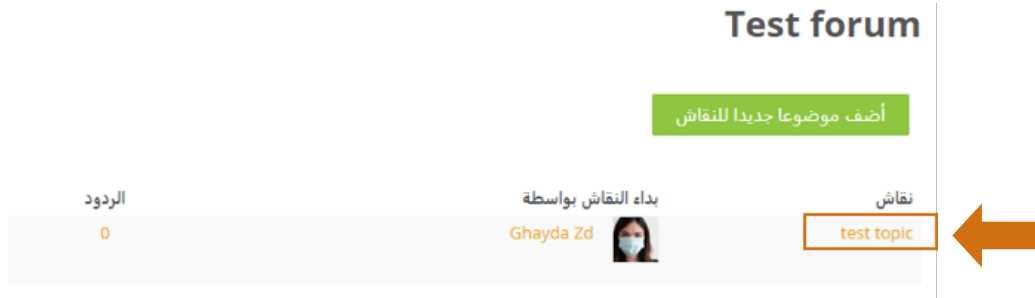 Test forum
أضف موضوعا جديدا للنقاش
نقاش بداء النقاش بواسطة الردود
test topic Ghayda Zd 0